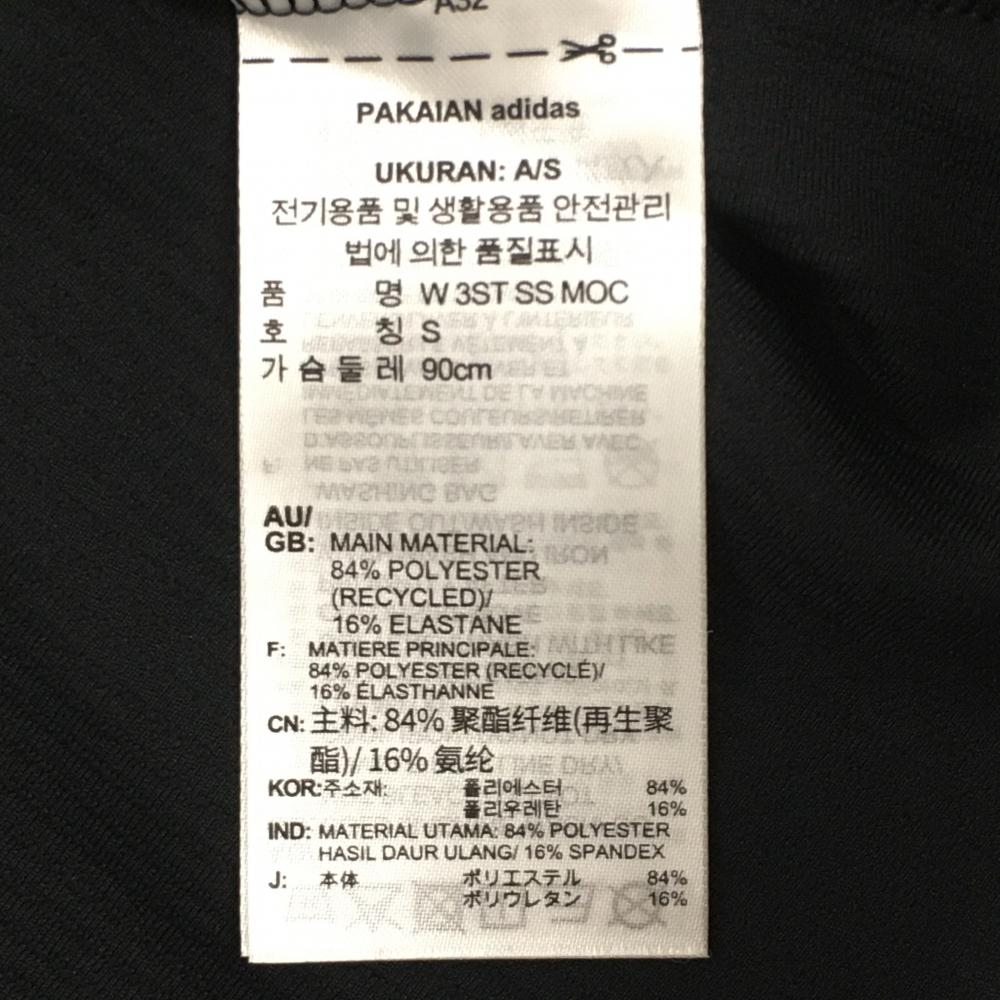 A32
PAKAIAN adidas
UKURAN: A/S
전기용품 및 생활용품 안전관리
법에 의한 품질표시
품 명 W 3ST SS MOC
호 칭 S
가 슴 둘 레 90cm
AU/
GB: MAIN MATERIAL:
84% POLYESTER
(RECYCLED)/
16% ELASTANE
F: MATIERE PRINCIPALE:
84% POLYESTER (RECYCLÉ)/
16% ÉLASTHANNE
CN: 主料: 84% 聚酯纤维(再生聚
酯)/ 16% 氨纶
KOR:주소재: 폴리에스터 84%
폴리우레탄 16%
IND: MATERIAL UTAMA: 84% POLYESTER
HASIL DAUR ULANG/ 16% SPANDEX
J: 本体 ポリエステル 84%
ポリウレタン 16%